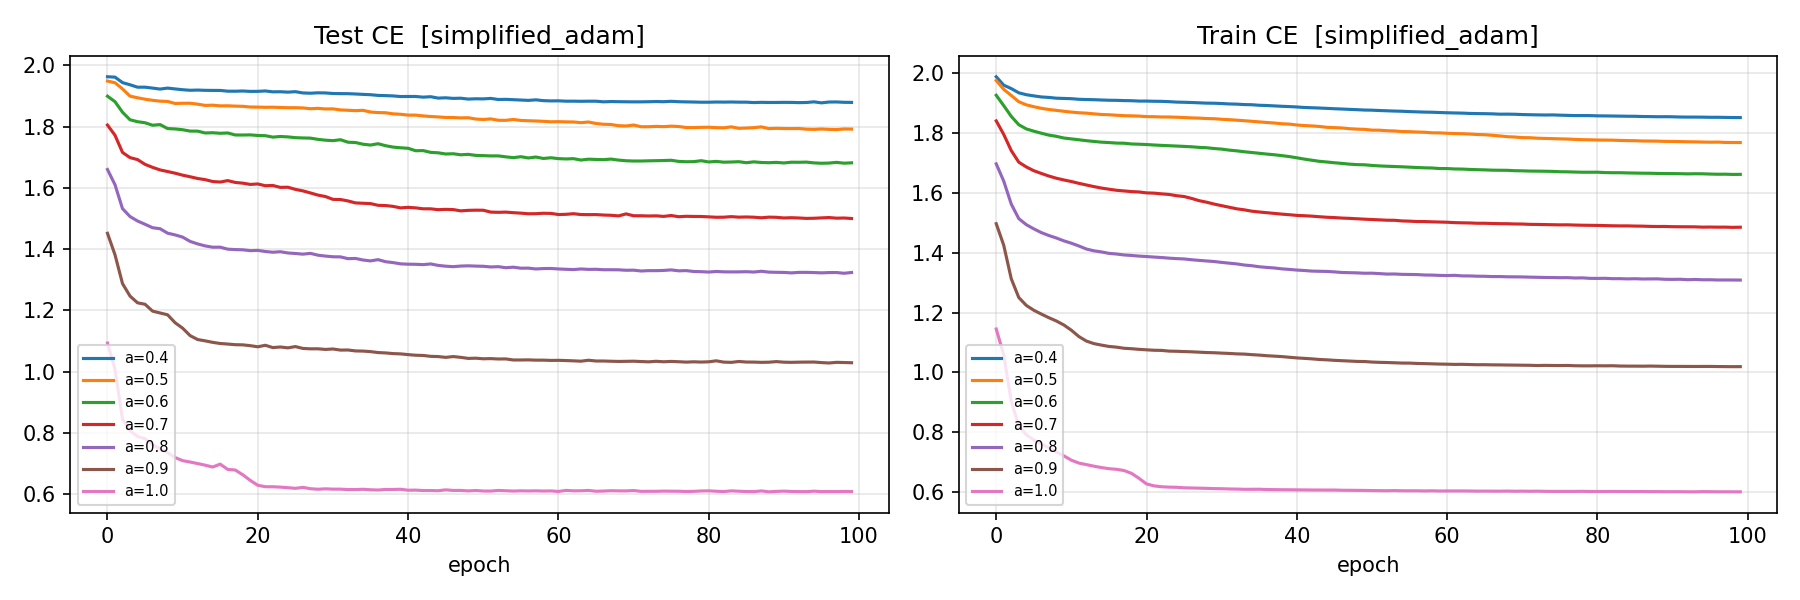 Test CE [simplified_adam]
2.0
1.8
1.6
1.4
1.2
1.0
0.8
0.6
a=0.4
a=0.5
a=0.6
a=0.7
a=0.8
a=0.9
a=1.0
0 20 40 60 80 100
epoch
Train CE [simplified_adam]
2.0
1.8
1.6
1.4
1.2
1.0
0.8
0.6
a=0.4
a=0.5
a=0.6
a=0.7
a=0.8
a=0.9
a=1.0
0 20 40 60 80 100
epoch